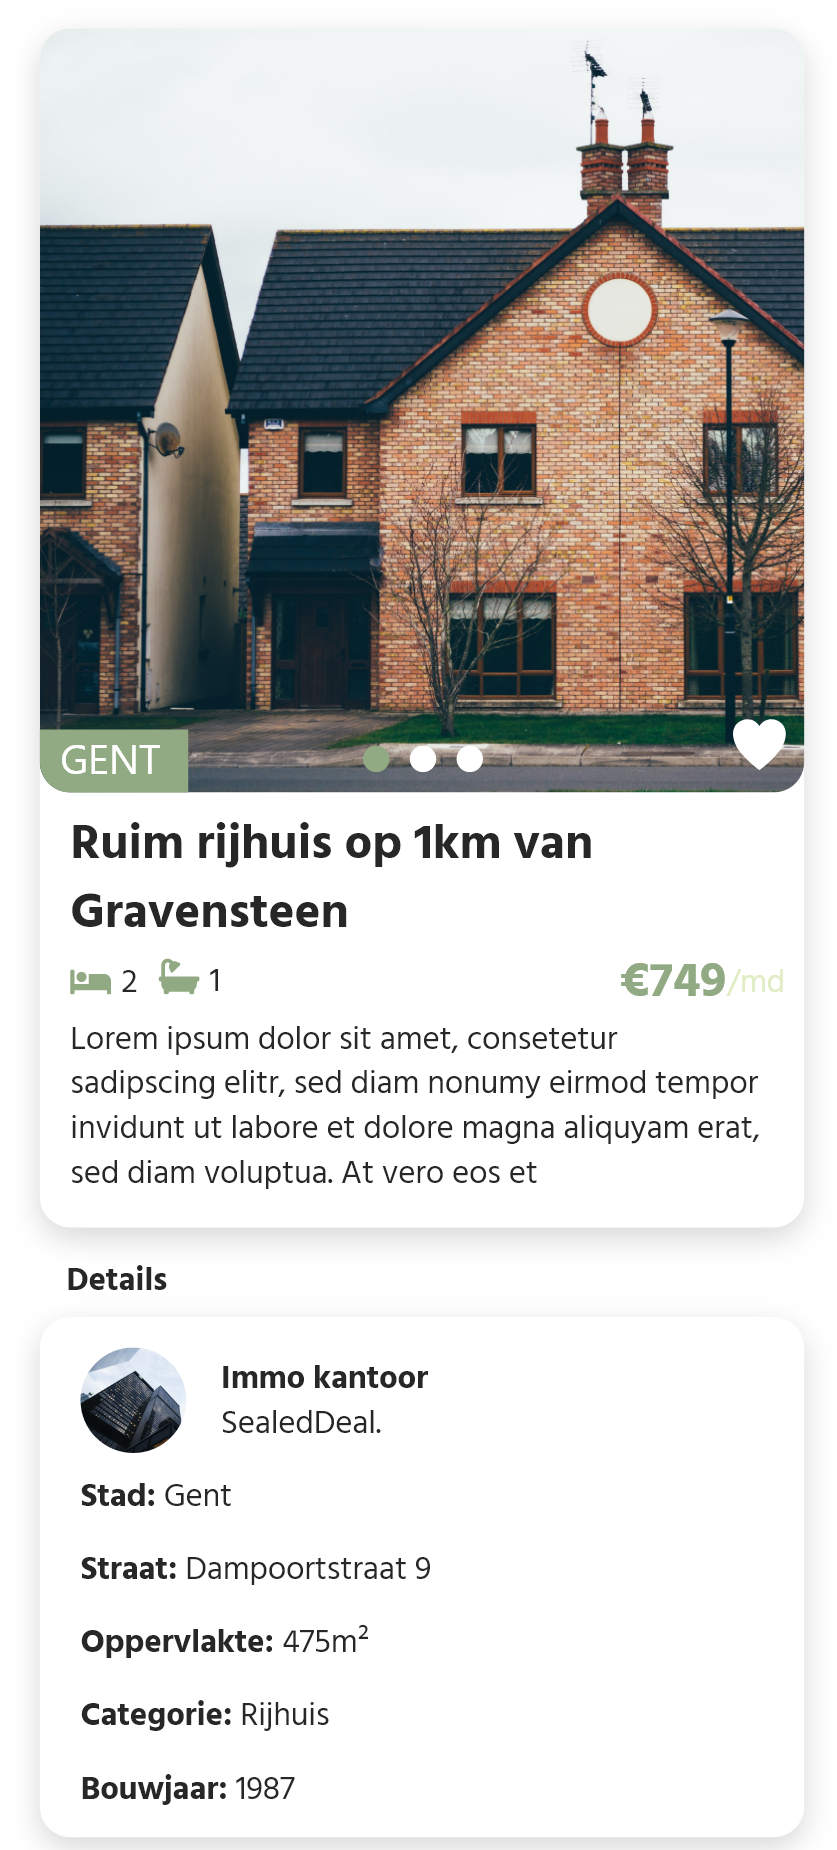 GENT
Ruim rijhuis op 1km van
Gravensteen
2 1 €749/md
Lorem ipsum dolor sit amet, consetetur
sadipscing elitr, sed diam nonumy eirmod tempor
invidunt ut labore et dolore magna aliquyam erat,
sed diam voluptua. At vero eos et
Details
Immo kantoor
SealedDeal.
Stad: Gent
Straat: Dampoortstraat 9
Oppervlakte: 475m²
Categorie: Rijhuis
Bouwjaar: 1987